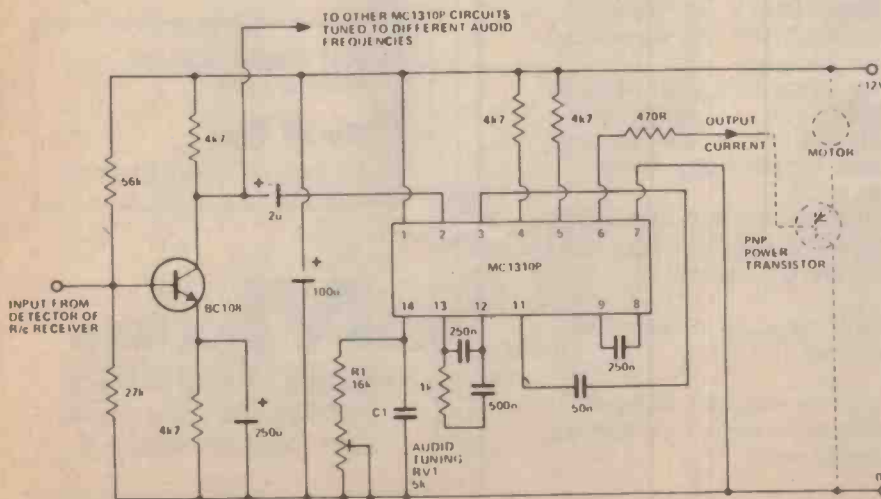 TO OTHER MC1310P CIRCUITS
TUNED TO DIFFERENT AUDIO
FREQUENCIES
12V
4k7
4k7
4k7
470R
OUTPUT
CURRENT
MOTOR
56k
+
2u
1 2 3 4 5 6 7
MC1310P
PNP
POWER
TRANSISTOR
INPUT FROM
DETECTOR OF
R/c RECEIVER
BC108
+
100u
14 13 12 11 9 8
250n
250n
R1
16k
1k
500n
50n
27k
4k7
+
250u
C1
AUDIO
TUNING
RV1
5k
0